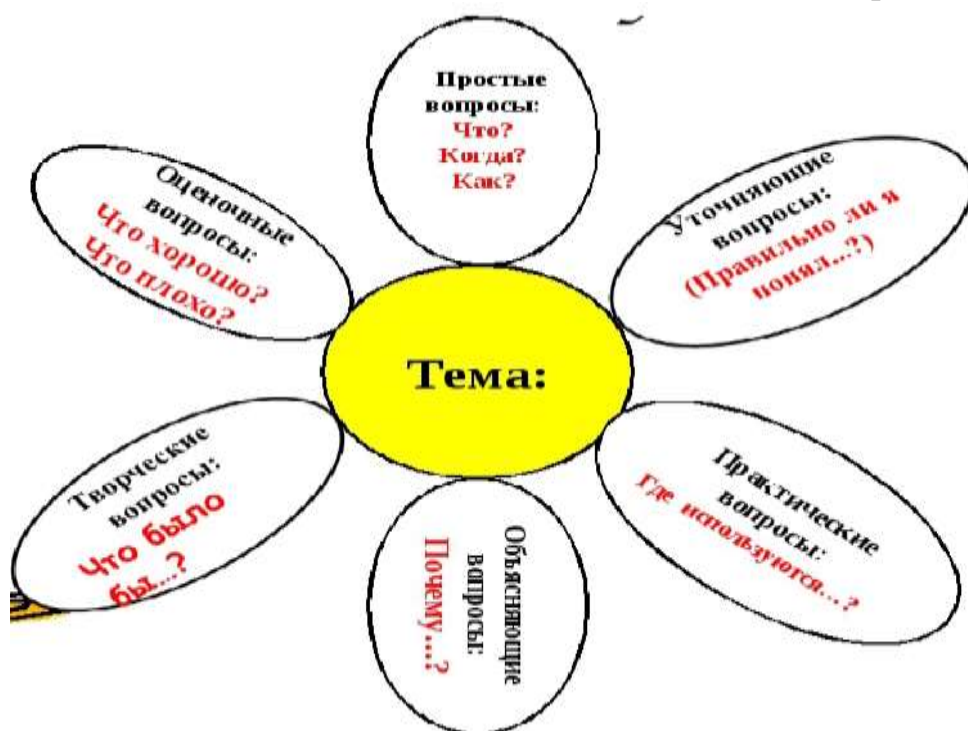 Простые
вопросы:
Что?
Когда?
Как?
Уточняющие
вопросы:
(Правильно ли я
понял...?)
Практические
вопросы:
Где используются...?
Объясняющие
вопросы:
Почему....?
Творческие
вопросы:
Что было
бы...?
Оценочные
вопросы:
Что хорошо?
Что плохо?
Тема: